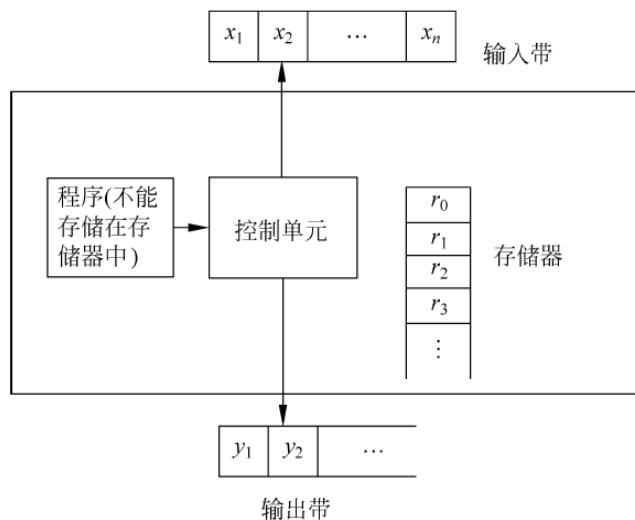 x₁ x₂ … xₙ
输入带
程序(不能
存储在存
储器中)
控制单元
r₀
r₁
r₂
r₃
⋮
存储器
y₁ y₂ …
输出带